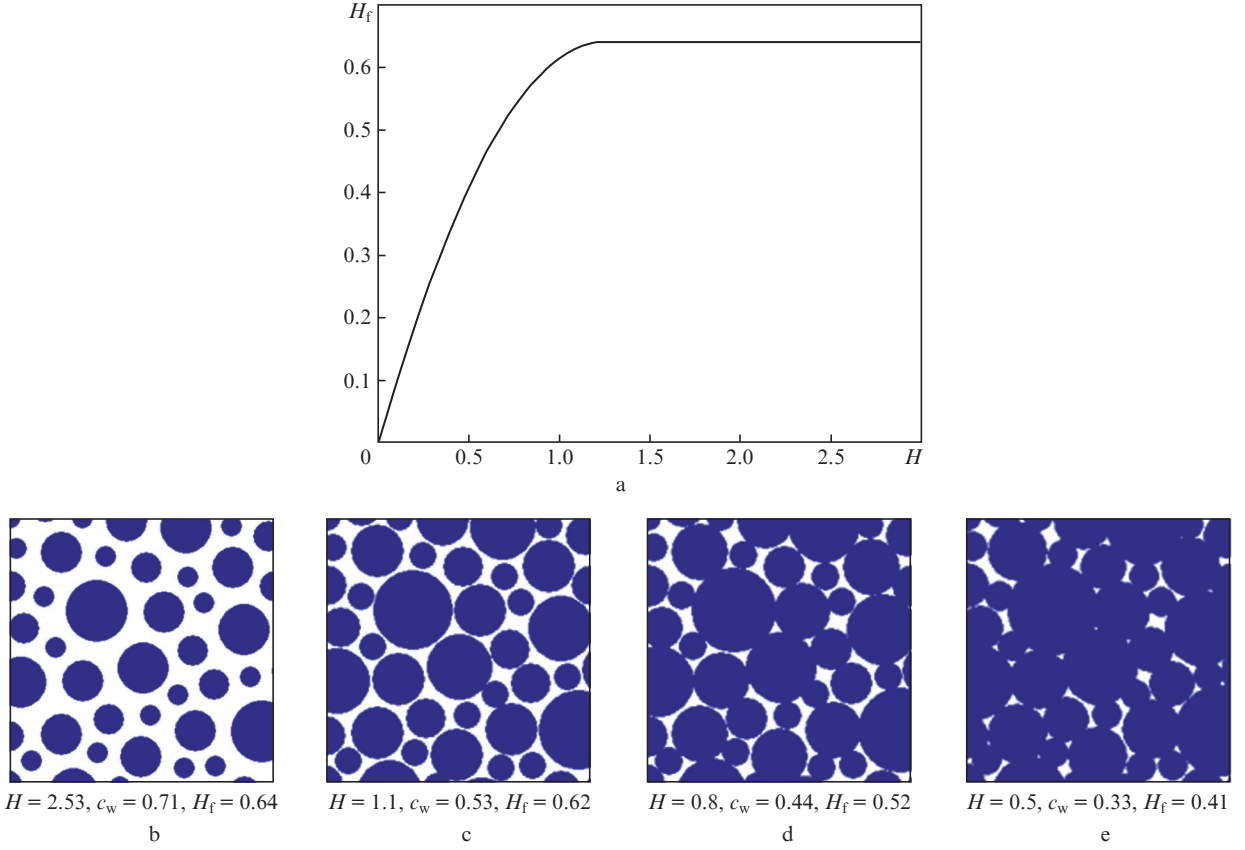 H_f
0.6
0.5
0.4
0.3
0.2
0.1
0 0.5 1.0 1.5 2.0 2.5 H
a
H = 2.53, c_w = 0.71, H_f = 0.64 H = 1.1, c_w = 0.53, H_f = 0.62 H = 0.8, c_w = 0.44, H_f = 0.52 H = 0.5, c_w = 0.33, H_f = 0.41
b c d e